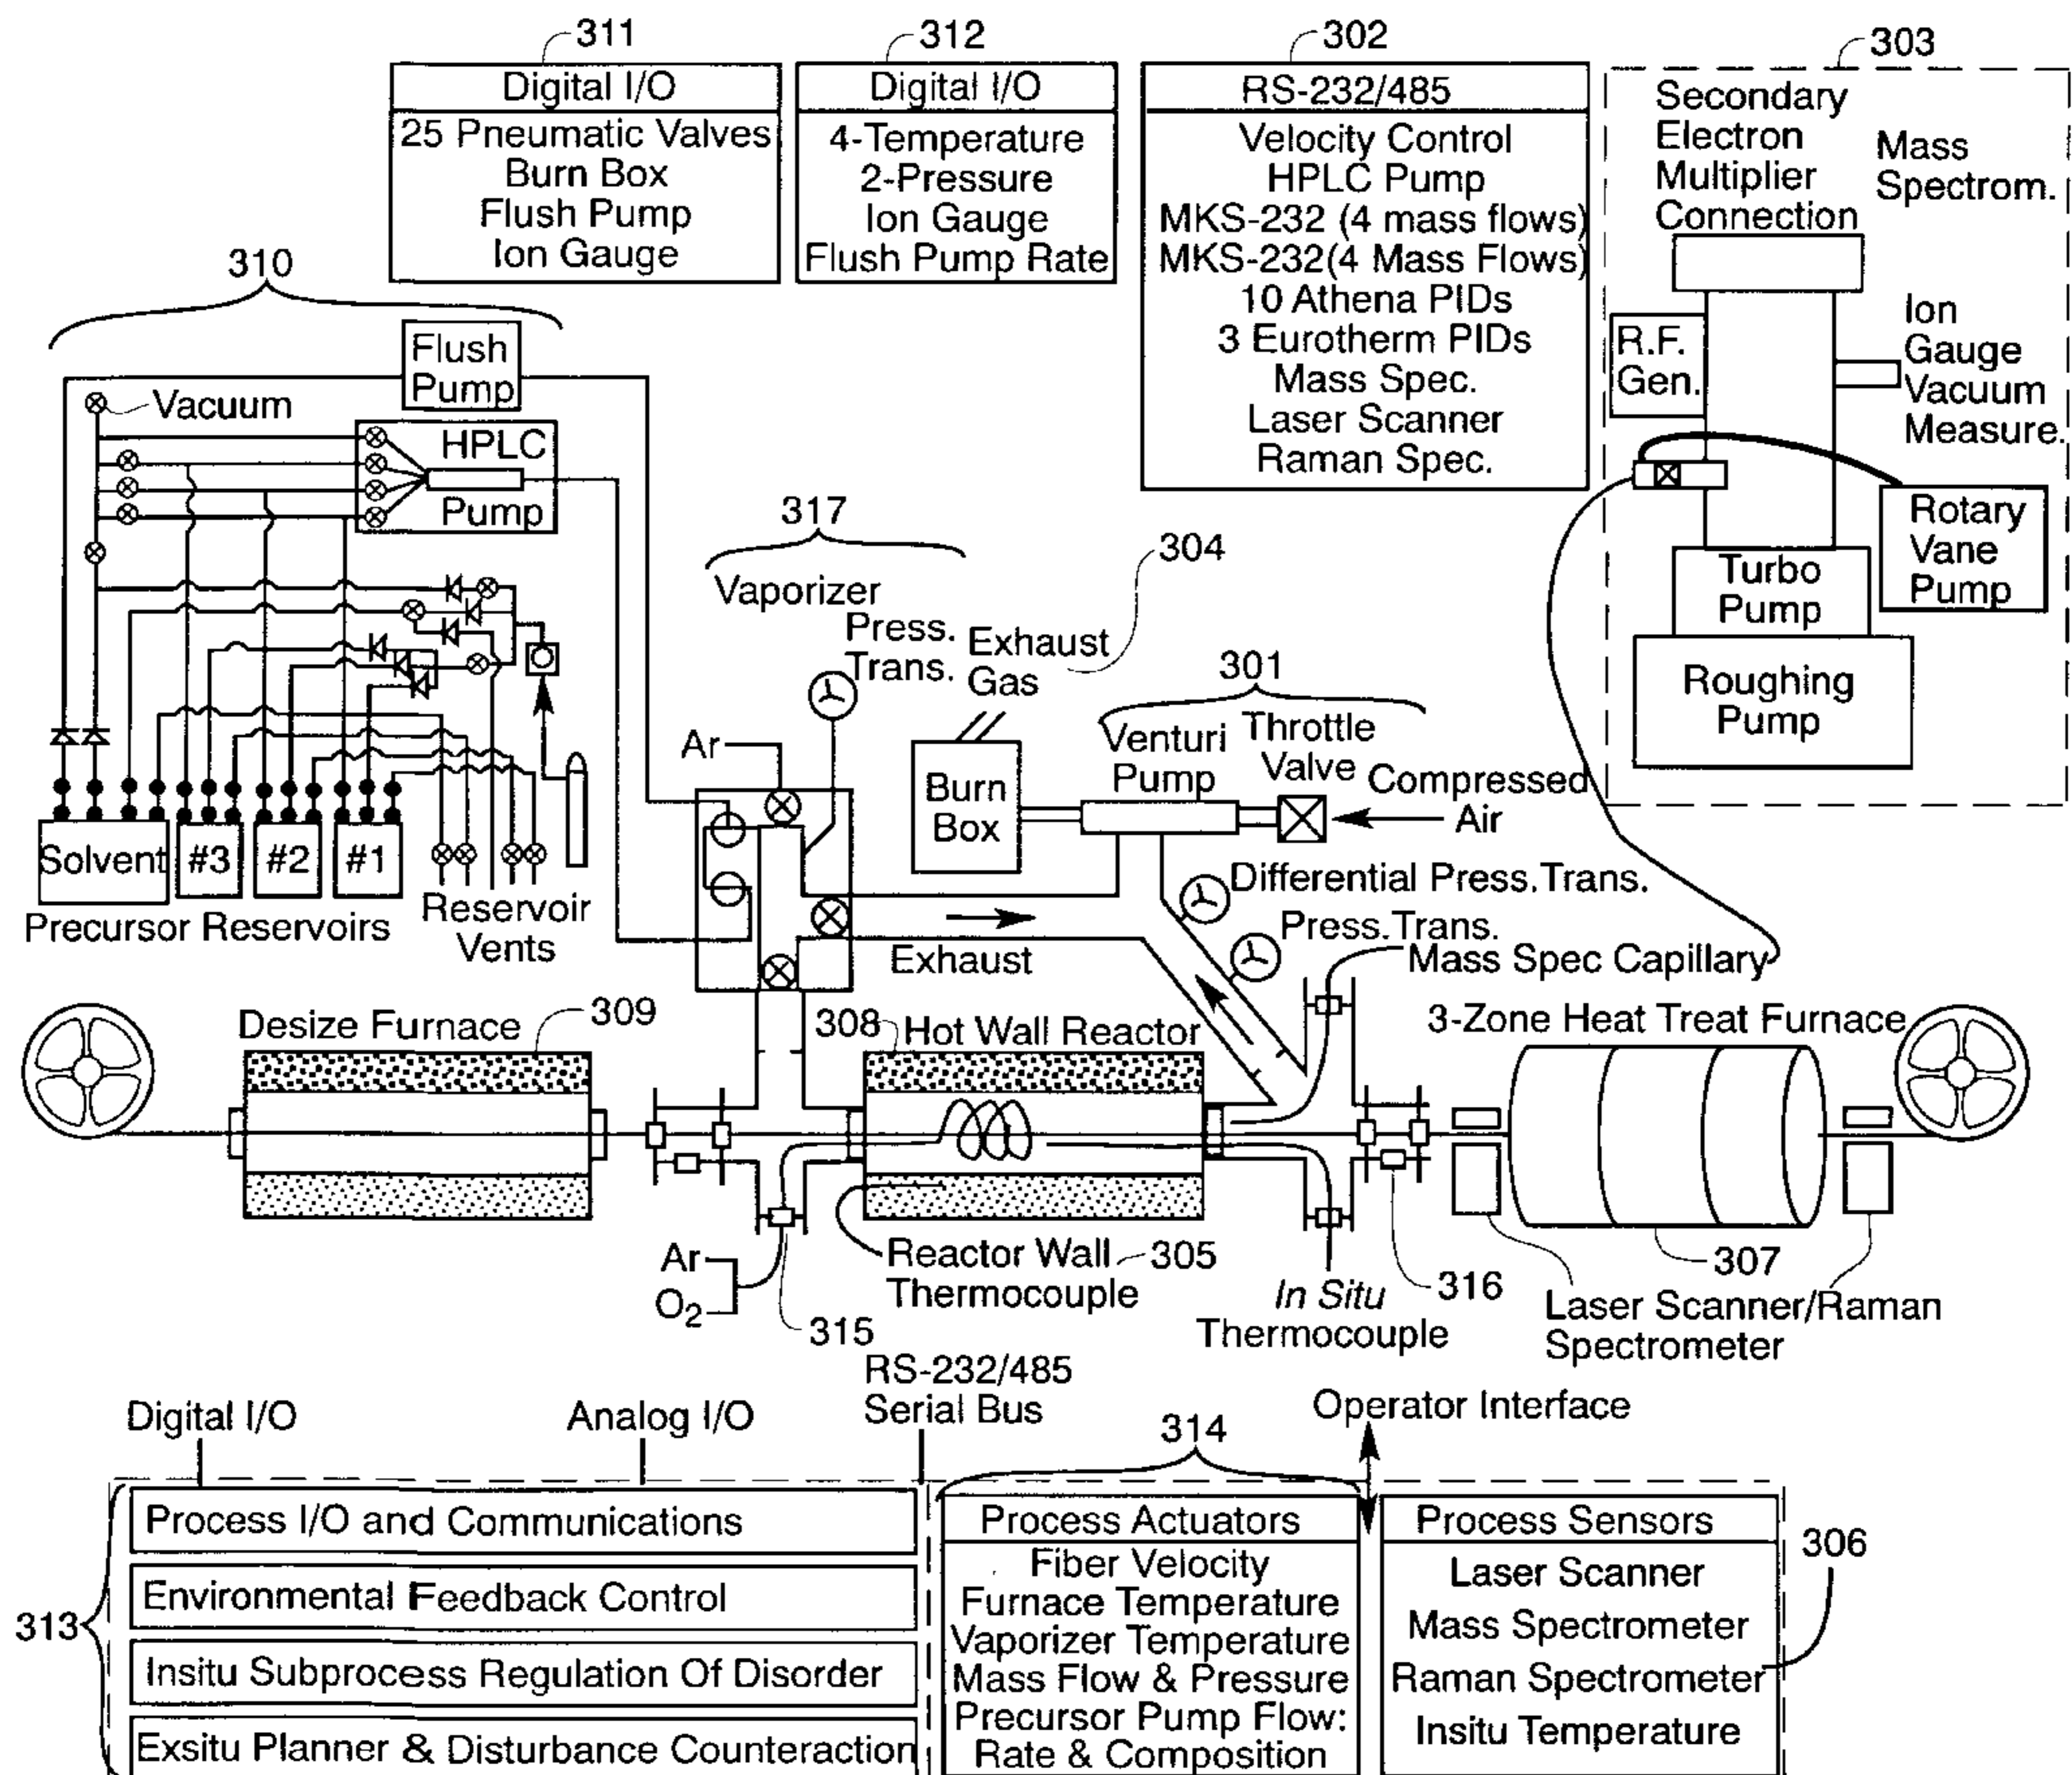 311
312
302
303
Digital I/O
25 Pneumatic Valves
Burn Box
Flush Pump
Ion Gauge
Digital I/O
4-Temperature
2-Pressure
Ion Gauge
Flush Pump Rate
RS-232/485
Velocity Control
HPLC Pump
MKS-232 (4 mass flows)
MKS-232(4 Mass Flows)
10 Athena PIDs
3 Eurotherm PIDs
Mass Spec.
Laser Scanner
Raman Spec.
Secondary
Electron
Multiplier
Connection
Mass
Spectrom.
R.F.
Gen.
Ion
Gauge
Vacuum
Measure.
Rotary
Vane
Pump
Turbo
Pump
Roughing
Pump
310
Flush
Pump
Vacuum
HPLC
Pump
Solvent
#3
#2
#1
Precursor Reservoirs
Reservoir
Vents
317
Vaporizer
304
Press.
Trans.
Exhaust
Gas
301
Ar
Burn
Box
Venturi
Pump
Throttle
Valve
Compressed
Air
Differential Press.Trans.
Press.Trans.
Mass Spec Capillary
Exhaust
Desize Furnace
309
308
Hot Wall Reactor
3-Zone Heat Treat Furnace
Ar
O2
315
Reactor Wall
Thermocouple
305
In Situ
Thermocouple
316
307
Laser Scanner/Raman
Spectrometer
Digital I/O
Analog I/O
RS-232/485
Serial Bus
314
Operator Interface
313
Process I/O and Communications
Environmental Feedback Control
Insitu Subprocess Regulation Of Disorder
Exsitu Planner & Disturbance Counteraction
Process Actuators
Fiber Velocity
Furnace Temperature
Vaporizer Temperature
Mass Flow & Pressure
Precursor Pump Flow:
Rate & Composition
Process Sensors
Laser Scanner
Mass Spectrometer
Raman Spectrometer
Insitu Temperature
306